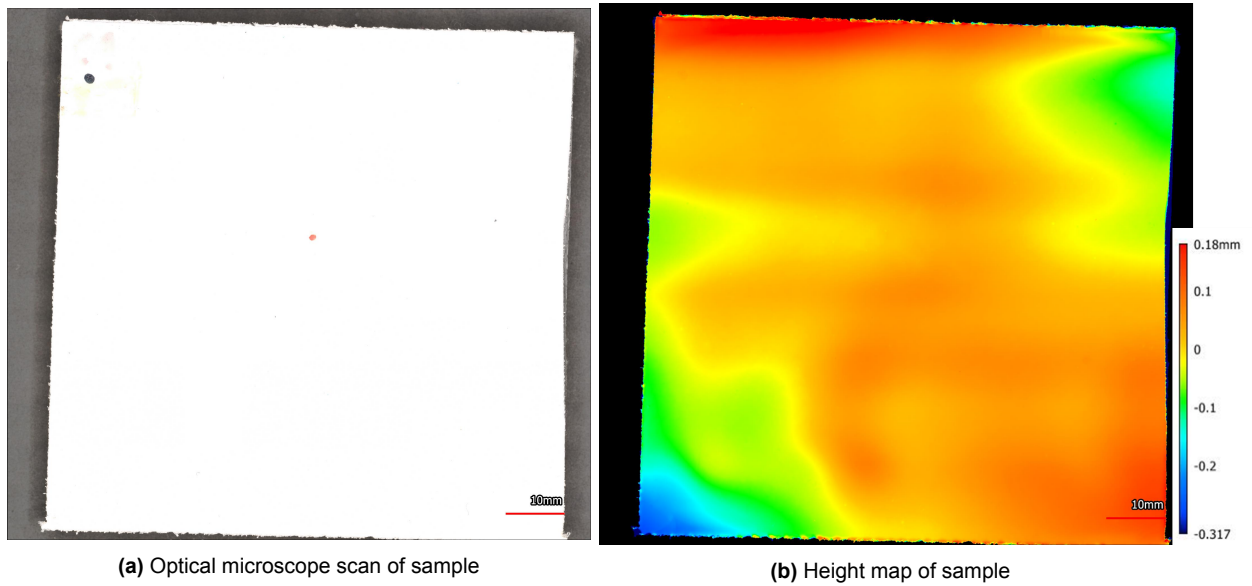 10mm
0.18mm
0.1
0
-0.1
-0.2
-0.317
10mm
(a) Optical microscope scan of sample
(b) Height map of sample